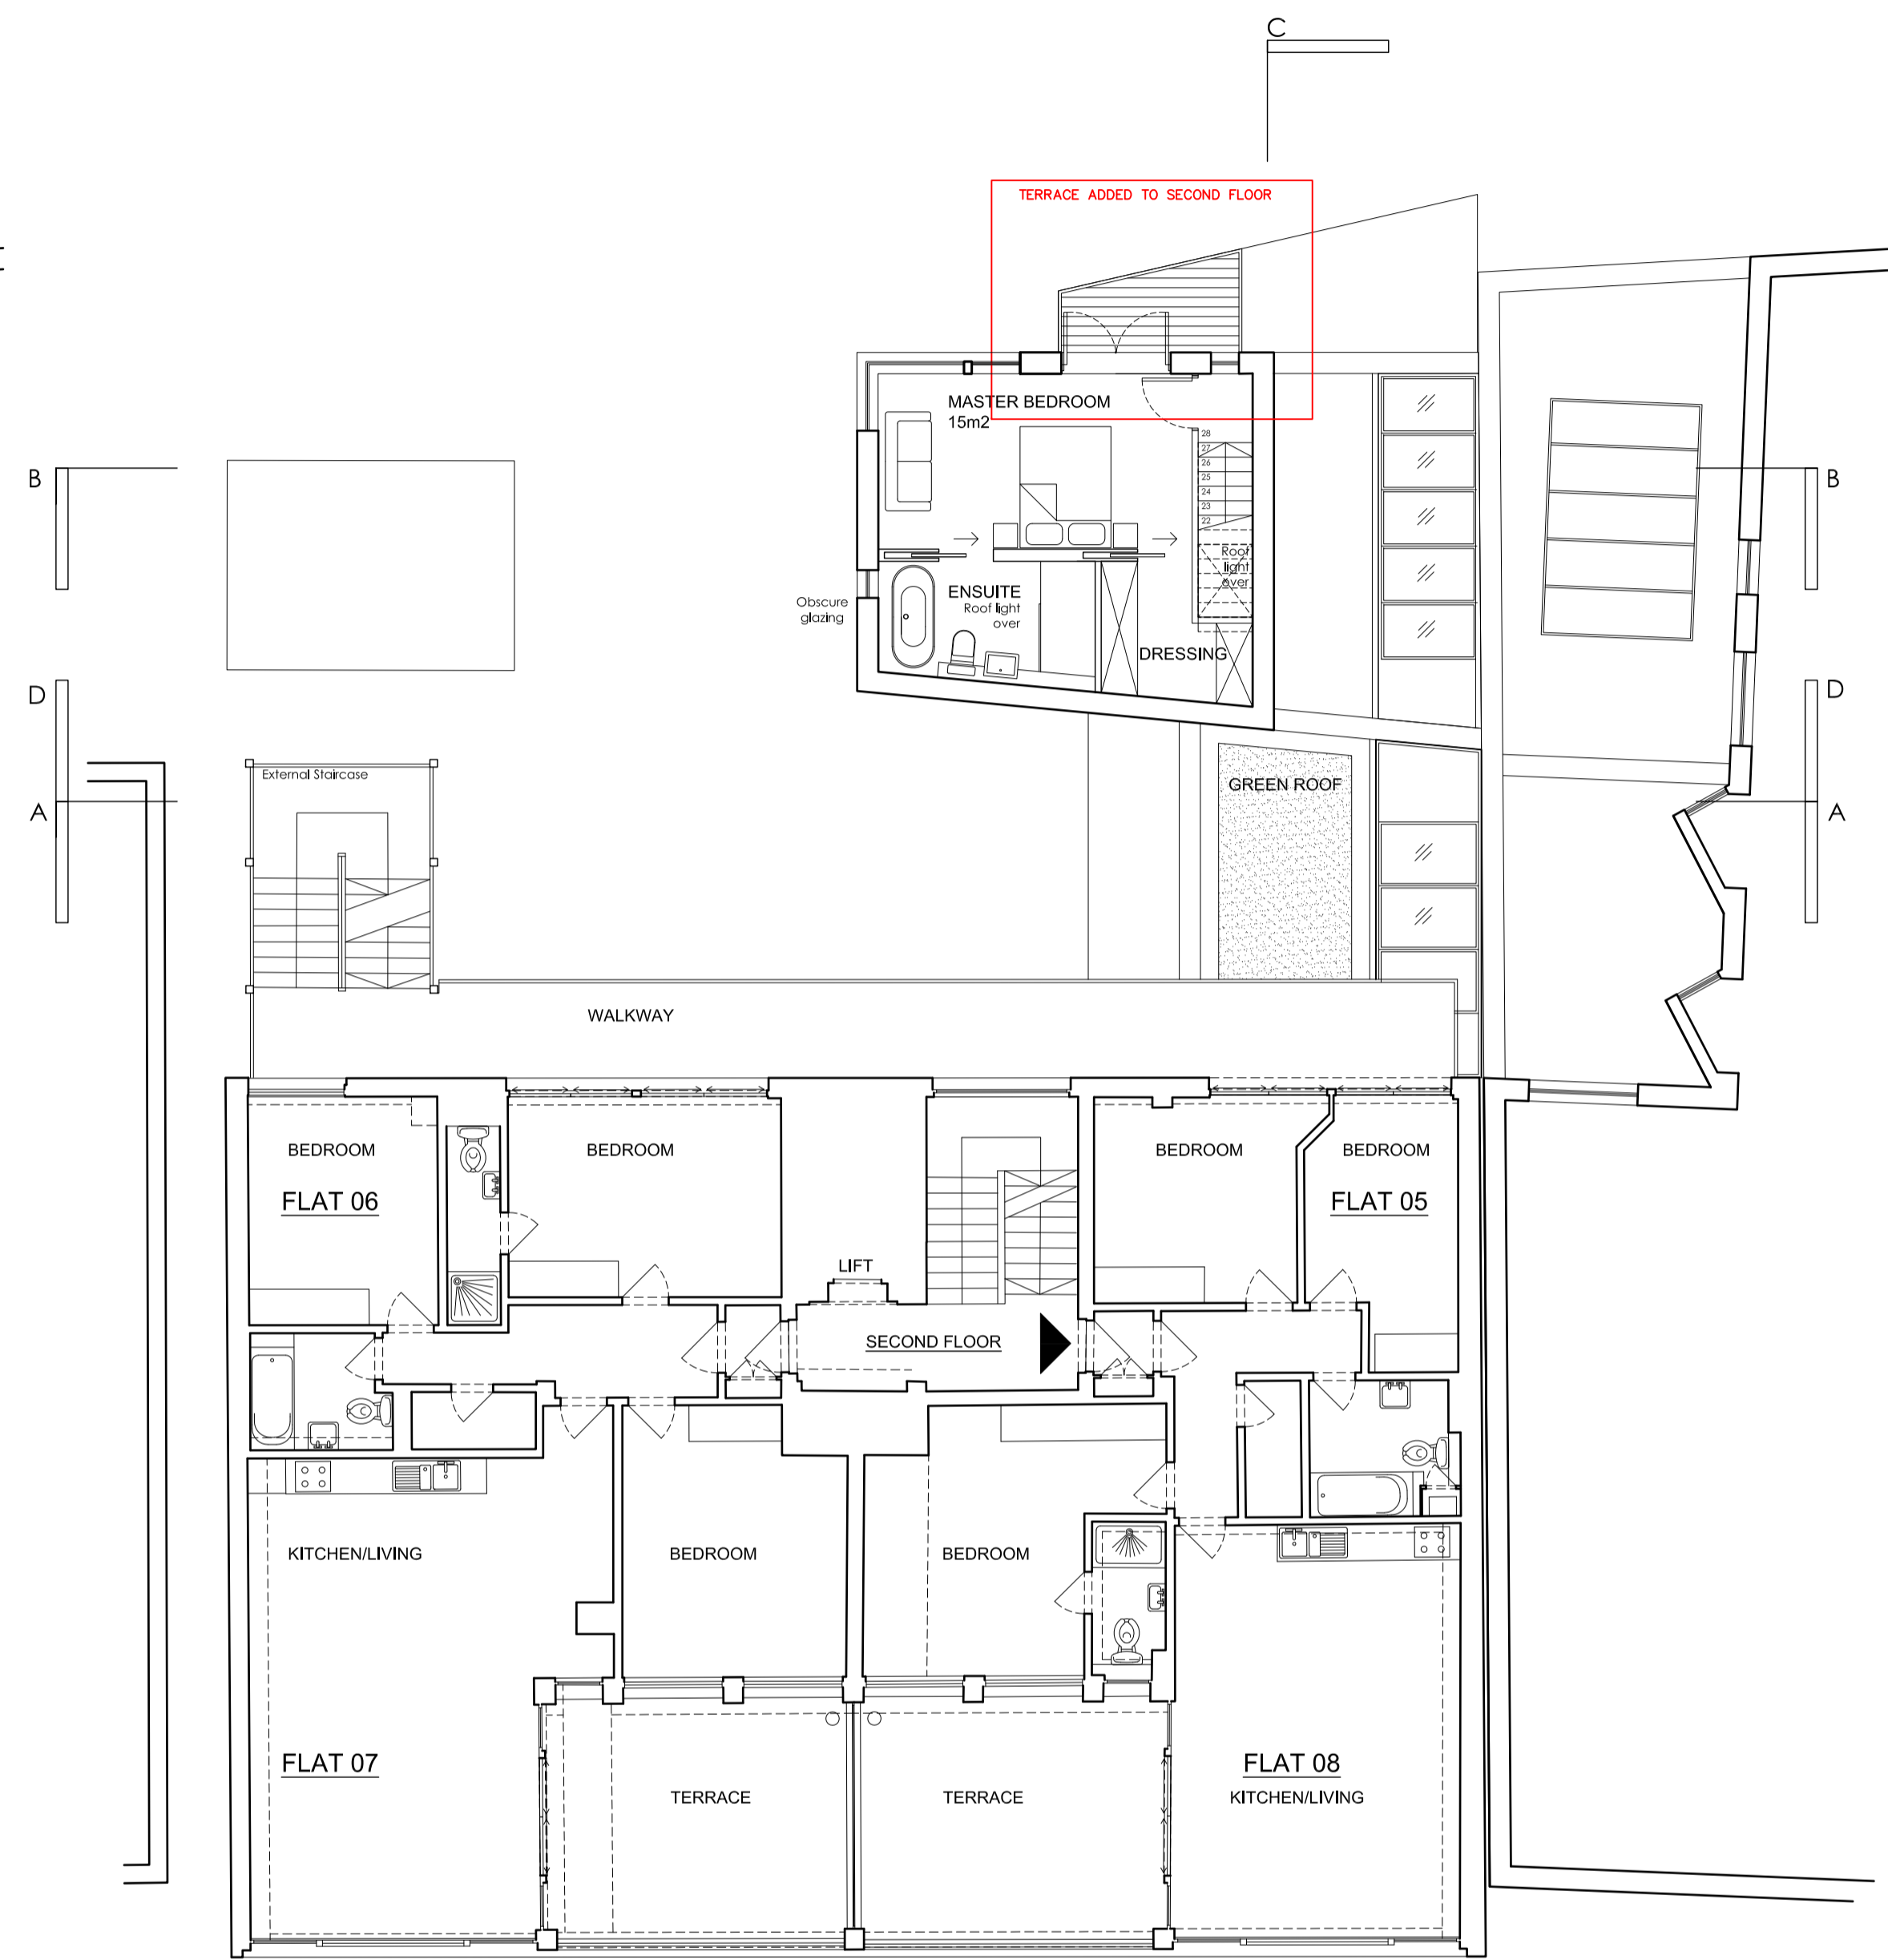 C
TERRACE ADDED TO SECOND FLOOR
MASTER BEDROOM
15m2
28
27
26
25
24
23
22
B
B
Roof
light
over
ENSUITE
Roof light
over
Obscure
glazing
DRESSING
D
D
External Staircase
GREEN ROOF
A
A
WALKWAY
BEDROOM
BEDROOM
BEDROOM
BEDROOM
FLAT 06
FLAT 05
LIFT
SECOND FLOOR
KITCHEN/LIVING
BEDROOM
BEDROOM
FLAT 07
FLAT 08
TERRACE
TERRACE
KITCHEN/LIVING